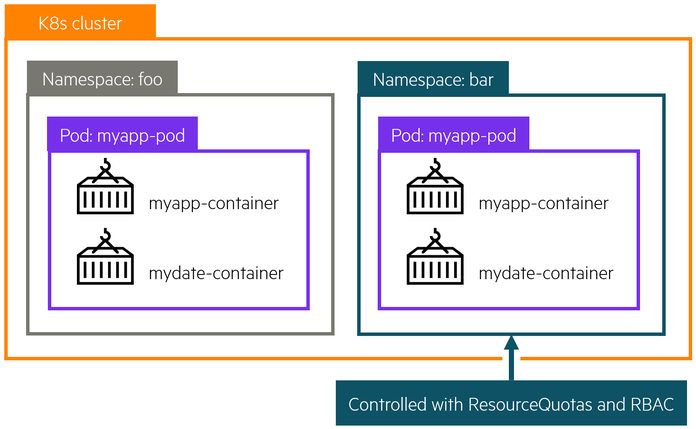 K8s cluster
Namespace: foo
Pod: myapp-pod
myapp-container
mydate-container
Namespace: bar
Pod: myapp-pod
myapp-container
mydate-container
Controlled with ResourceQuotas and RBAC